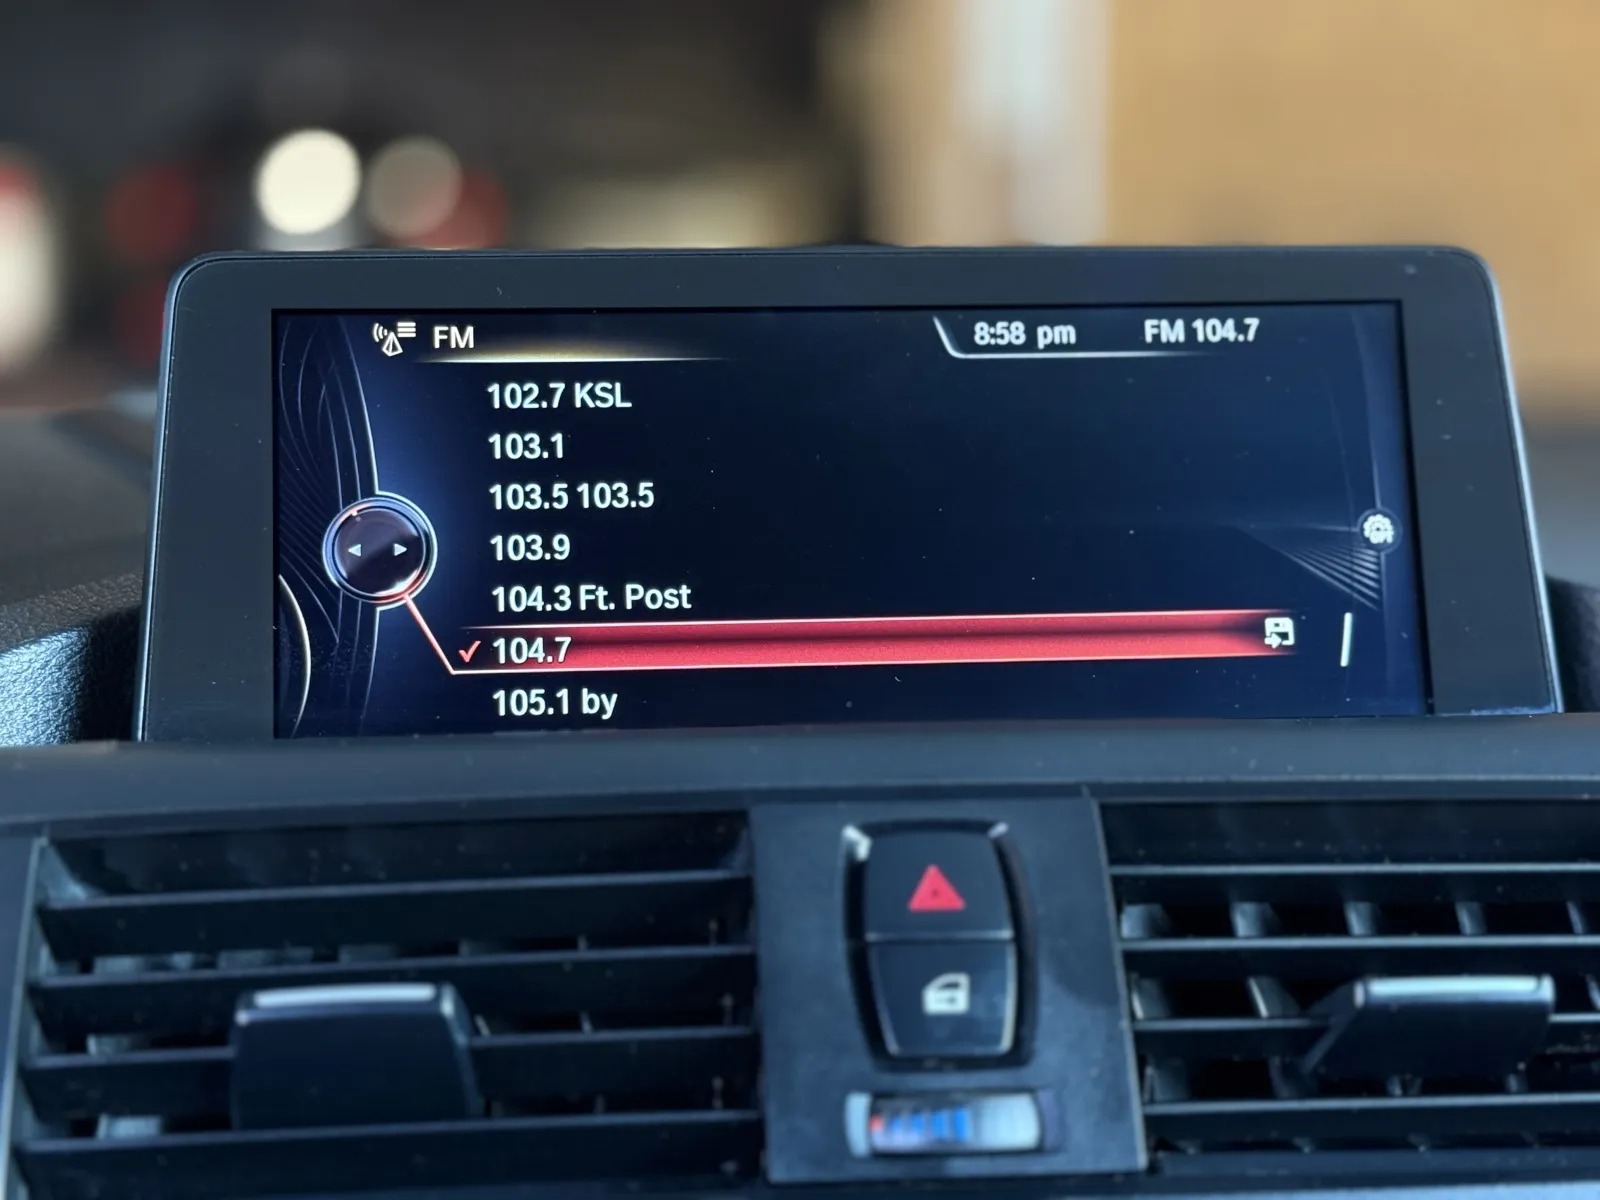 FM
8:58 pm FM 104.7
102.7 KSL
103.1
103.5 103.5
103.9
104.3 Ft. Post
104.7
105.1 by
OPT